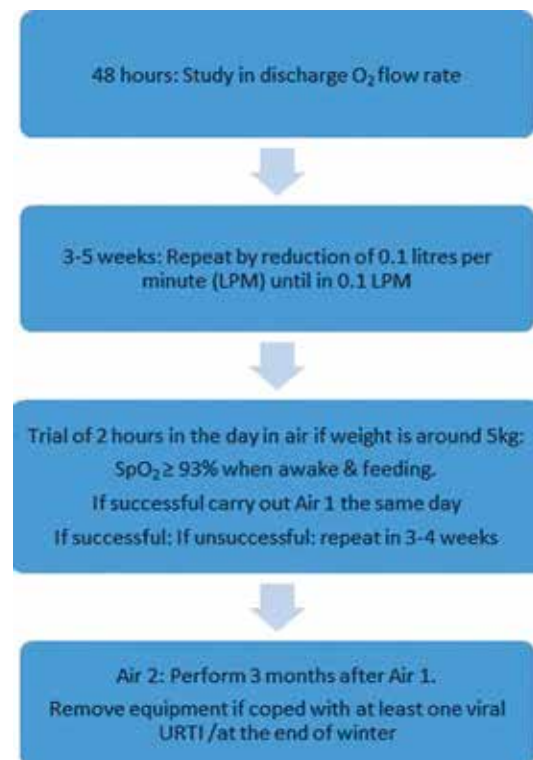 48 hours: Study in discharge O₂ flow rate
3-5 weeks: Repeat by reduction of 0.1 litres per
minute (LPM) until in 0.1 LPM
Trial of 2 hours in the day in air if weight is around 5kg:
SpO₂ ≥ 93% when awake & feeding.
If successful carry out Air 1 the same day
If successful: If unsuccessful: repeat in 3-4 weeks
Air 2: Perform 3 months after Air 1.
Remove equipment if coped with at least one viral
URTI /at the end of winter